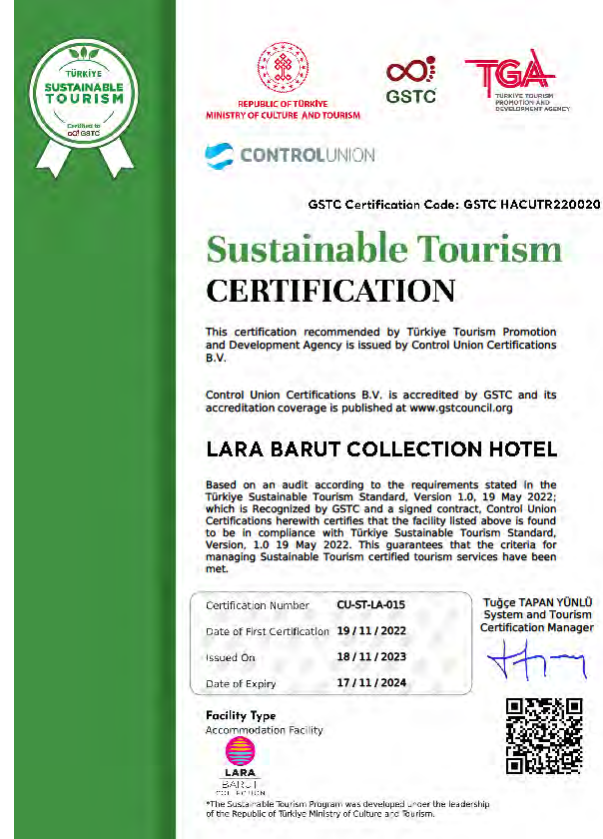 TÜRKİYE
SUSTAINABLE
TOURISM
Certified to
GSTC
REPUBLIC OF TÜRKİYE
MINISTRY OF CULTURE AND TOURISM
GSTC
TGA
TÜRKİYE TOURISM
PROMOTION AND
DEVELOPMENT AGENCY
CONTROLUNION
GSTC Certification Code: GSTC HACUTR220020
Sustainable Tourism
CERTIFICATION
This certification recommended by Türkiye Tourism Promotion
and Development Agency is issued by Control Union Certifications
B.V.
Control Union Certifications B.V. is accredited by GSTC and its
accreditation coverage is published at www.gstcouncil.org
LARA BARUT COLLECTION HOTEL
Based on an audit according to the requirements stated in the
Türkiye Sustainable Tourism Standard, Version 1.0, 19 May 2022;
which is Recognized by GSTC and a signed contract, Control Union
Certifications herewith certifies that the facility listed above is found
to be in compliance with Türkiye Sustainable Tourism Standard,
Version, 1.0 19 May 2022. This guarantees that the criteria for
managing Sustainable Tourism certified tourism services have been
met.
Certification Number CU-ST-LA-015
Date of First Certification 19 / 11 / 2022
Issued On 18 / 11 / 2023
Date of Expiry 17 / 11 / 2024
Tuğçe TAPAN YÜNLÜ
System and Tourism
Certification Manager
Facility Type
Accommodation Facility
LARA
BARUT
COLLECTION
*The Sustainable Tourism Program was developed under the leadership
of the Republic of Türkiye Ministry of Culture and Tourism.